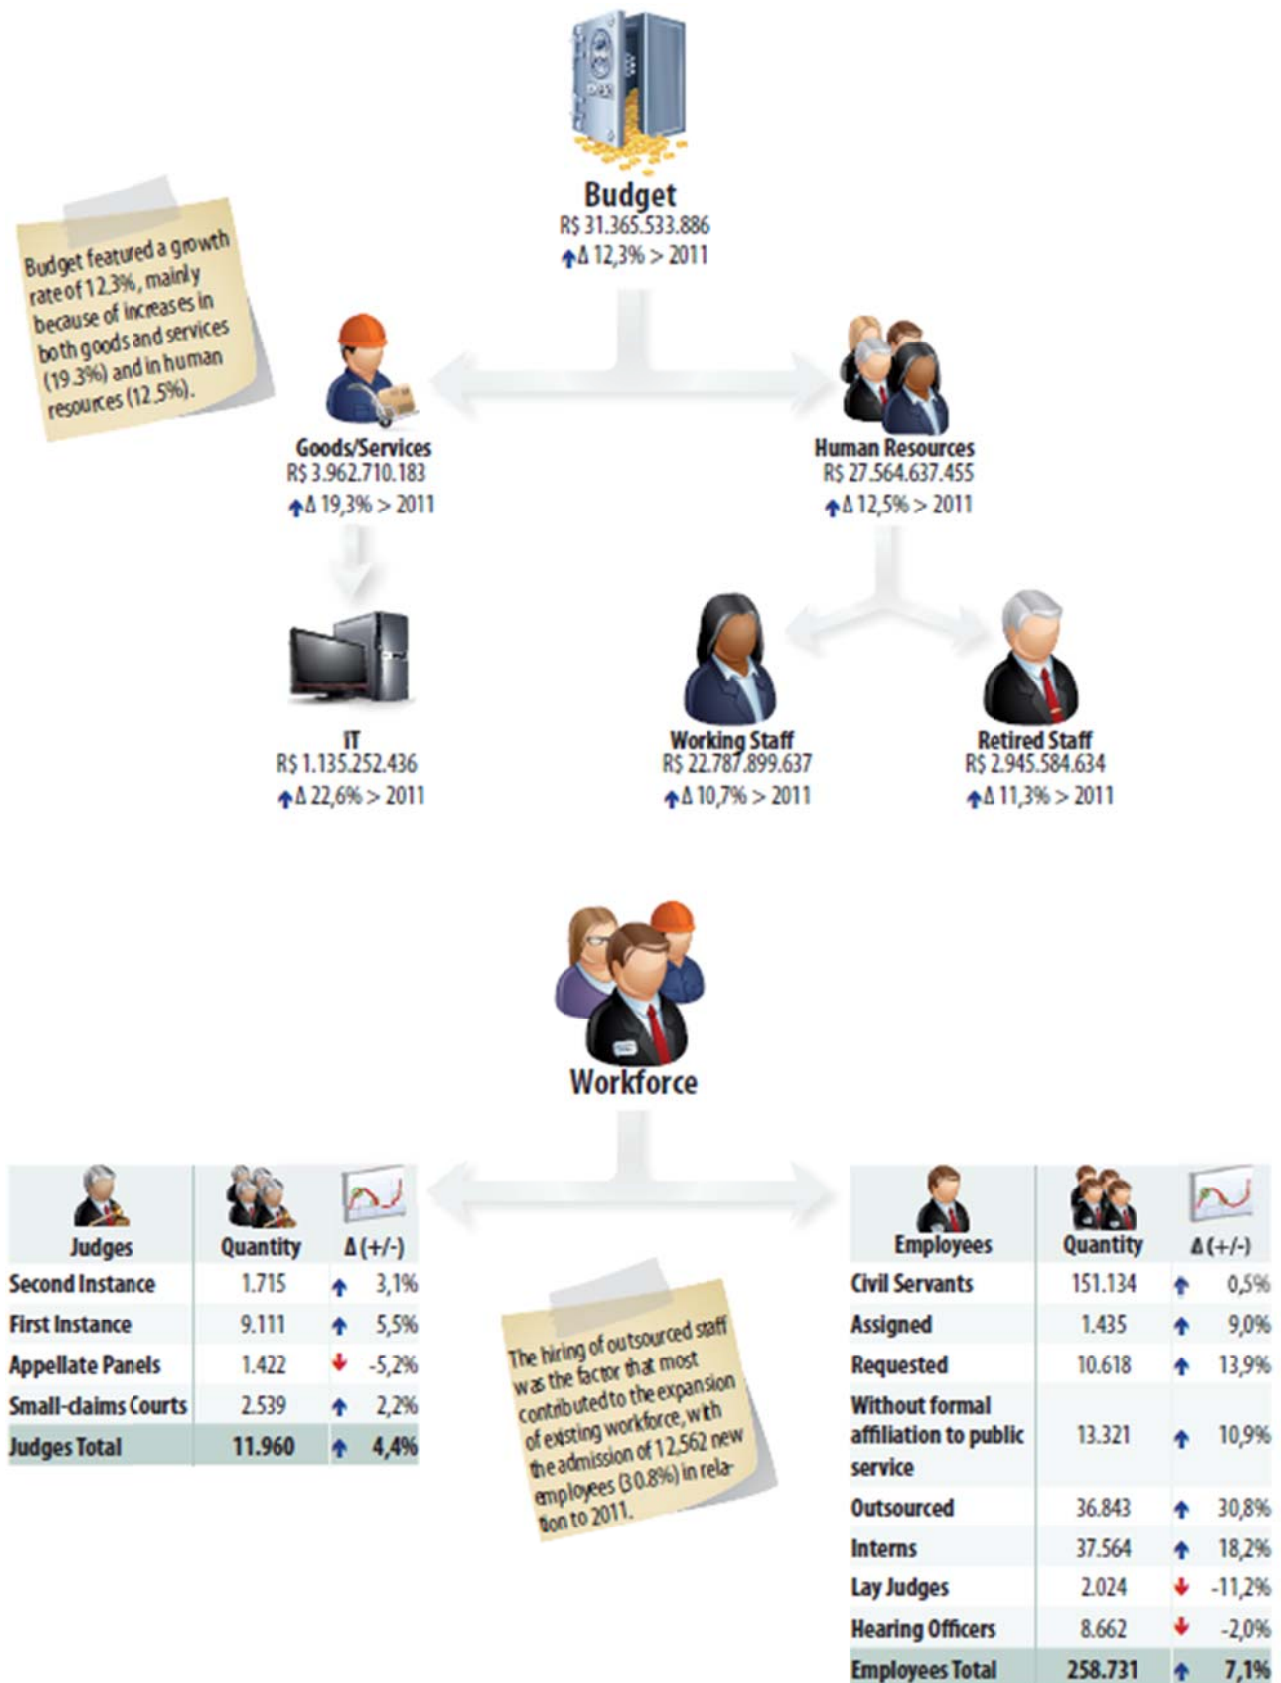 Budget
R$ 31.365.533.886
Δ 12,3% > 2011
Budget featured a growth
rate of 12.3%, mainly
because of increases in
both goods and services
(19.3%) and in human
resources (12.5%).
Goods/Services
R$ 3.962.710.183
Δ 19,3% > 2011
Human Resources
R$ 27.564.637.455
Δ 12,5% > 2011
IT
R$ 1.135.252.436
Δ 22,6% > 2011
Working Staff
R$ 22.787.899.637
Δ 10,7% > 2011
Retired Staff
R$ 2.945.584.634
Δ 11,3% > 2011
Workforce
Judges Quantity Δ (+/-)
Second Instance 1.715 3,1%
First Instance 9.111 5,5%
Appellate Panels 1.422 -5,2%
Small-claims Courts 2.539 2,2%
Judges Total 11.960 4,4%
The hiring of outsourced staff
was the factor that most
contributed to the expansion
of existing workforce, with
the admission of 12,562 new
employees (30.8%) in rela-
tion to 2011.
Employees Quantity Δ (+/-)
Civil Servants 151.134 0,5%
Assigned 1.435 9,0%
Requested 10.618 13,9%
Without formal
affiliation to public 13.321 10,9%
service
Outsourced 36.843 30,8%
Interns 37.564 18,2%
Lay Judges 2.024 -11,2%
Hearing Officers 8.662 -2,0%
Employees Total 258.731 7,1%